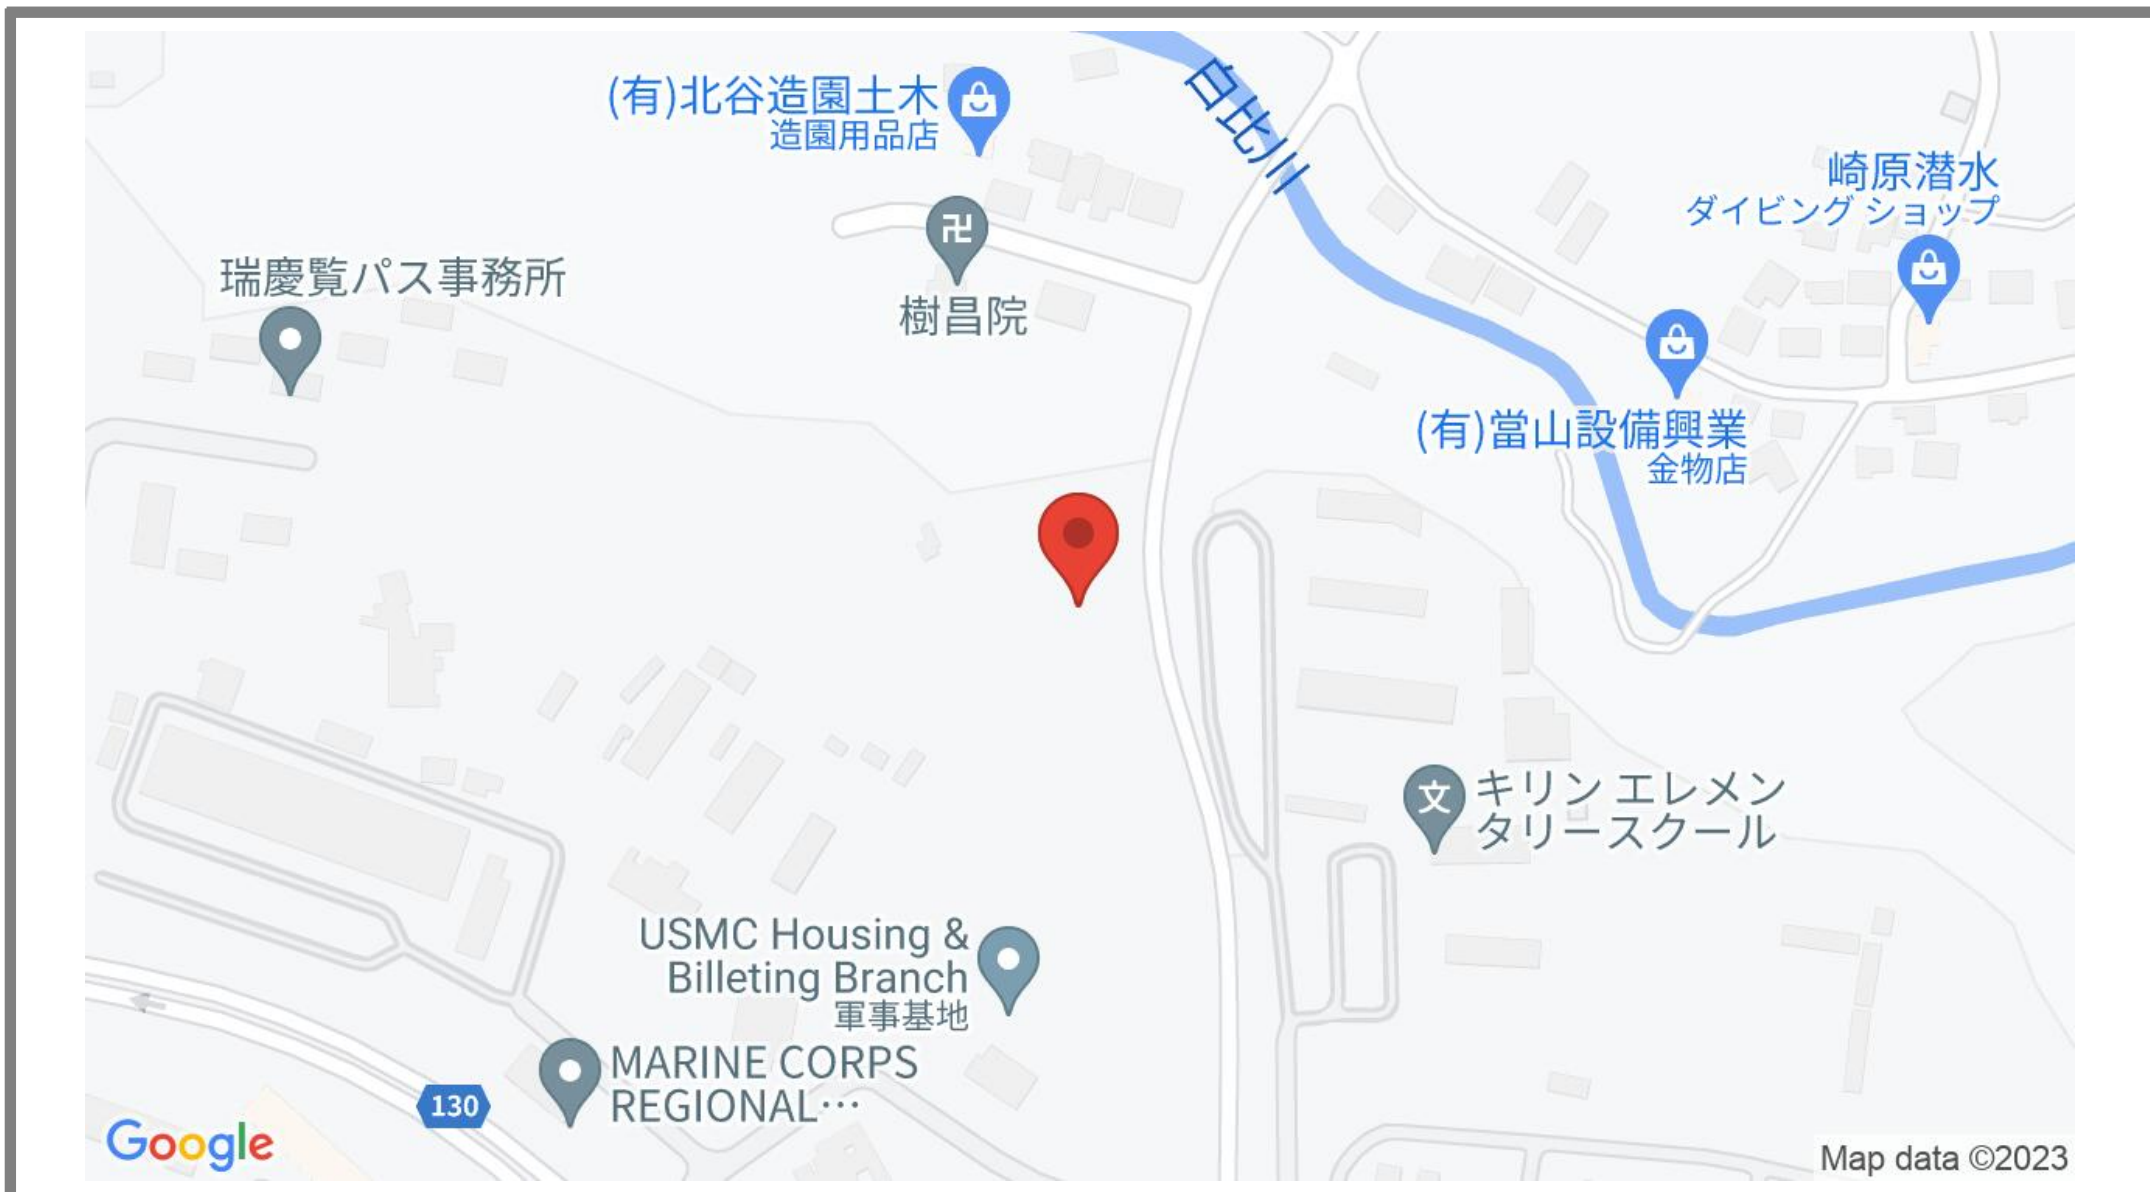 (有)北谷造園土木
造園用品店
白比川
崎原潜水
ダイビング ショップ
卍
樹昌院
瑞慶覧パス事務所
(有)當山設備興業
金物店
文
キリン エレメン
タリースクール
USMC Housing &
Billeting Branch
軍事基地
MARINE CORPS
REGIONAL…
130
Google
Map data ©2023